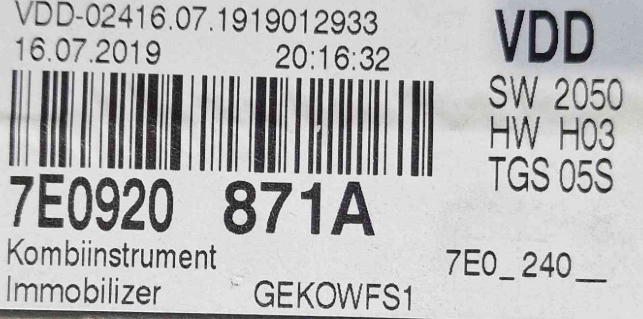 VDD-02416.07.1919012933
16.07.2019 20:16:32
VDD
SW 2050
HW H03
TGS 05S
7E0920 871A
Kombiinstrument
7E0_240__
Immobilizer GEKOWFS1